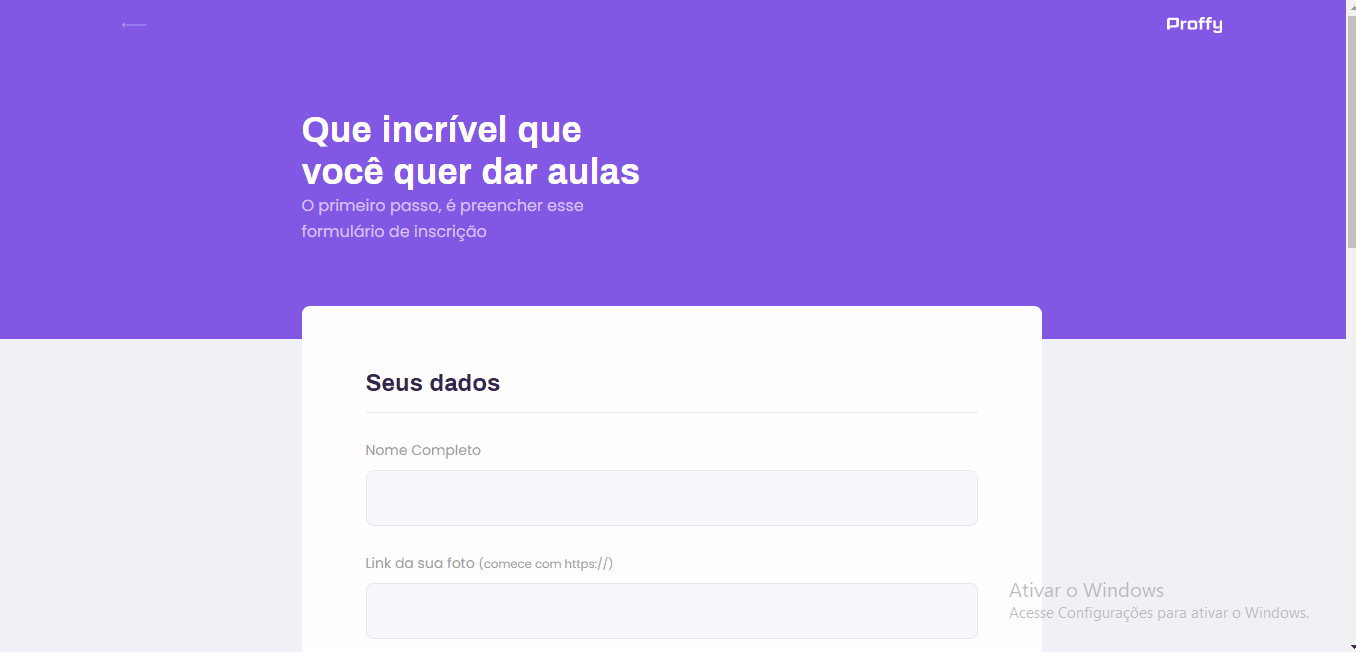 Proffy
Que incrível que
você quer dar aulas
O primeiro passo, é preencher esse
formulário de inscrição
Seus dados
Nome Completo
Link da sua foto (comece com https://)
Ativar o Windows
Acesse Configurações para ativar o Windows.